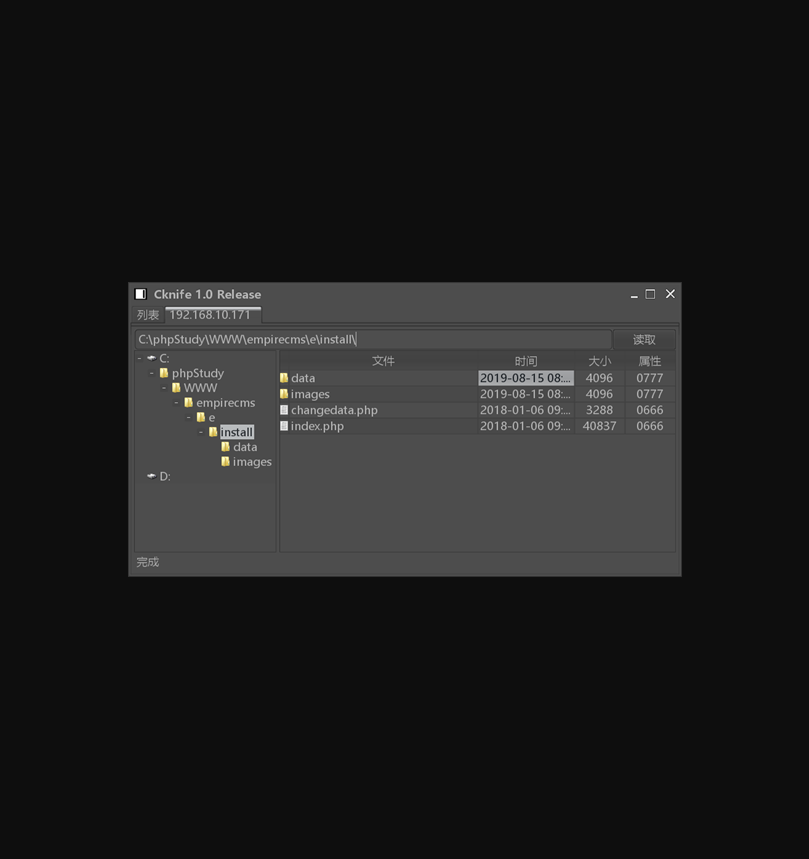 Cknife 1.0 Release
列表 192.168.10.171
C:\phpStudy\WWW\empirecms\e\install\ 读取
C:
phpStudy
WWW
empirecms
e
install
data
images
D:
文件 时间 大小 属性
data 2019-08-15 08:... 4096 0777
images 2019-08-15 08:... 4096 0777
changedata.php 2018-01-06 09:... 3288 0666
index.php 2018-01-06 09:... 40837 0666
完成